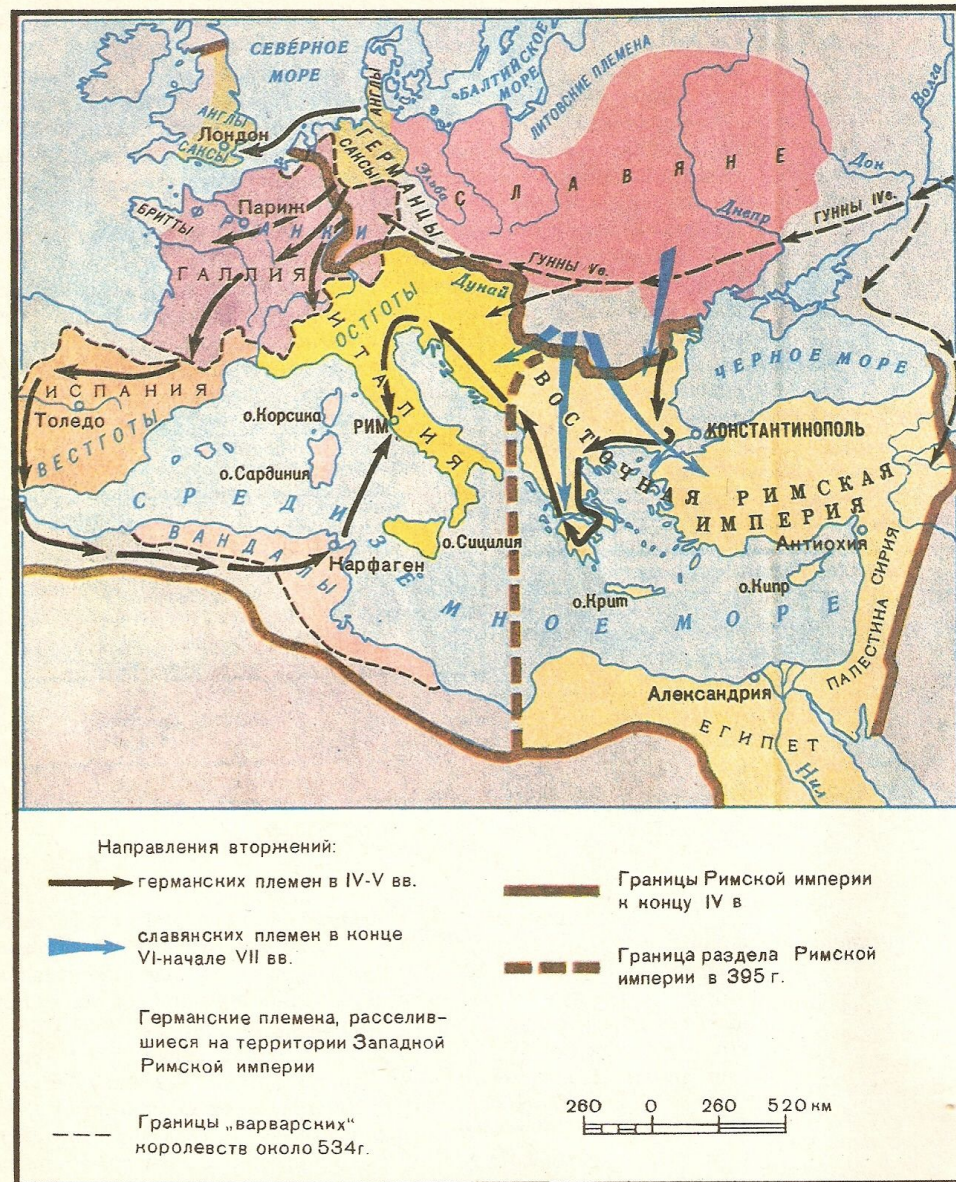 СЕВЕРНОЕ
МОРЕ
БАЛТИЙСКОЕ
МОРЕ
ЛИТОВСКИЕ ПЛЕМЕНА
Волга
АНГЛЫ
АНГЛЫ
САКСЫ
Лондон
САКСЫ
ГЕРМАНЦЫ
Эльба
СЛАВЯНЕ
Дон
Днепр
ГУННЫ IVв.
БРИТТЫ
Париж
ФРАНКИ
ГАЛЛИЯ
ГУННЫ Vв.
Дунай
ОСТГОТЫ
ИТАЛИЯ
ЧЕРНОЕ МОРЕ
ИСПАНИЯ
Толедо
ВЕСТГОТЫ
о.Корсика
РИМ
о.Сардиния
КОНСТАНТИНОПОЛЬ
ВОСТОЧНАЯ РИМСКАЯ
ИМПЕРИЯ
СРЕДИЗЕМНОЕ МОРЕ
ВАНДАЛЫ
Карфаген
о.Сицилия
Антиохия
о.Крит
о.Кипр
ПАЛЕСТИНА СИРИЯ
Александрия
ЕГИПЕТ
Нил
Направления вторжений:
германских племен в IV-V вв.
славянских племен в конце
VI-начале VII вв.
Германские племена, расселив-
шиеся на территории Западной
Римской империи
Границы „варварских“
королевств около 534г.
Границы Римской империи
к концу IV в
Граница раздела Римской
империи в 395 г.
260 0 260 520 км